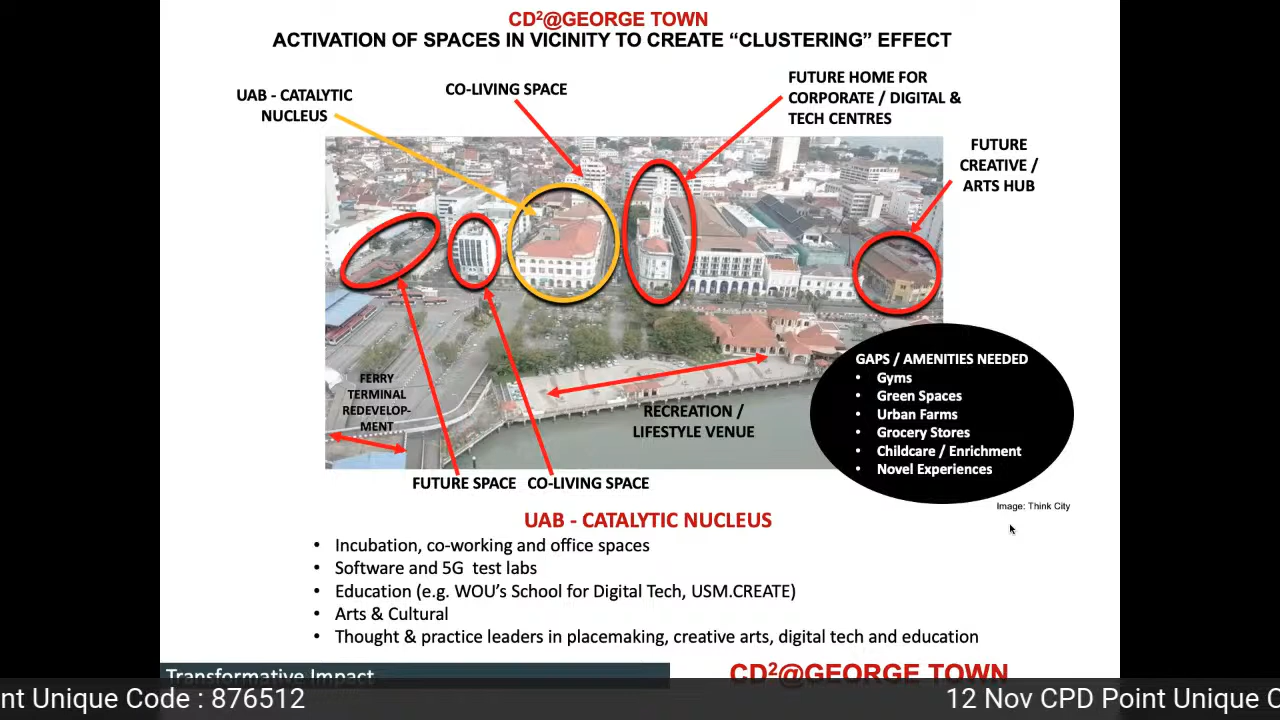 CD²@GEORGE TOWN
ACTIVATION OF SPACES IN VICINITY TO CREATE “CLUSTERING” EFFECT
UAB - CATALYTIC
NUCLEUS
CO-LIVING SPACE
FUTURE HOME FOR
CORPORATE / DIGITAL &
TECH CENTRES
FUTURE
CREATIVE /
ARTS HUB
FERRY
TERMINAL
REDEVELOP-
MENT
RECREATION /
LIFESTYLE VENUE
GAPS / AMENITIES NEEDED
• Gyms
• Green Spaces
• Urban Farms
• Grocery Stores
• Childcare / Enrichment
• Novel Experiences
FUTURE SPACE
CO-LIVING SPACE
Image: Think City
UAB - CATALYTIC NUCLEUS
• Incubation, co-working and office spaces
• Software and 5G test labs
• Education (e.g. WOU’s School for Digital Tech, USM.CREATE)
• Arts & Cultural
• Thought & practice leaders in placemaking, creative arts, digital tech and education
Transformative Impact
CD²@GEORGE TOWN
nt Unique Code : 876512
12 Nov CPD Point Unique C